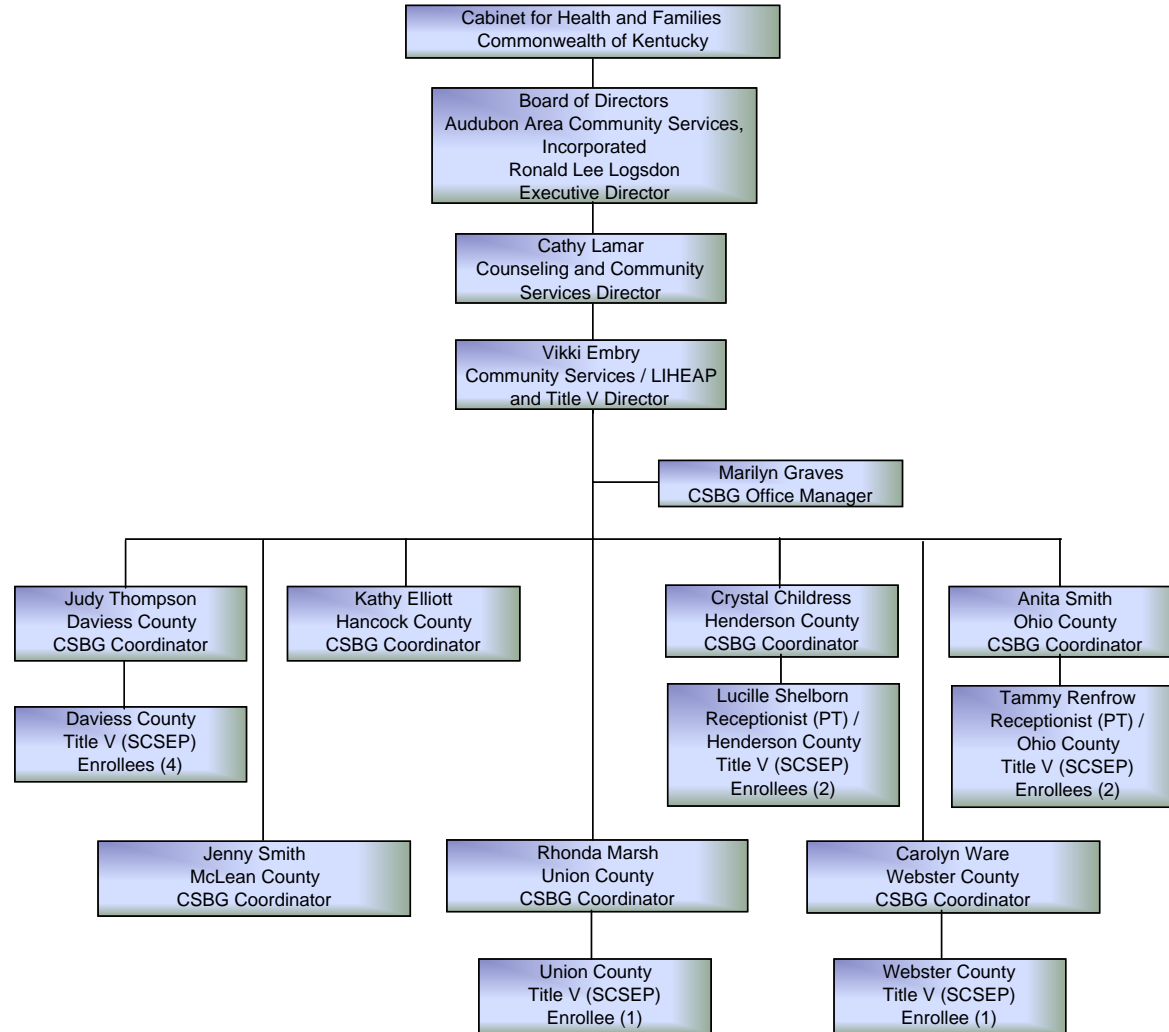 Cabinet for Health and Families
Commonwealth of Kentucky
Board of Directors
Audubon Area Community Services,
Incorporated
Ronald Lee Logsdon
Executive Director
Cathy Lamar
Counseling and Community
Services Director
Vikki Embry
Community Services / LIHEAP
and Title V Director
Marilyn Graves
CSBG Office Manager
Judy Thompson
Daviess County
CSBG Coordinator
Kathy Elliott
Hancock County
CSBG Coordinator
Crystal Childress
Henderson County
CSBG Coordinator
Anita Smith
Ohio County
CSBG Coordinator
Daviess County
Title V (SCSEP)
Enrollees (4)
Lucille Shelborn
Receptionist (PT) /
Henderson County
Title V (SCSEP)
Enrollees (2)
Tammy Renfrow
Receptionist (PT) /
Ohio County
Title V (SCSEP)
Enrollees (2)
Jenny Smith
McLean County
CSBG Coordinator
Rhonda Marsh
Union County
CSBG Coordinator
Carolyn Ware
Webster County
CSBG Coordinator
Union County
Title V (SCSEP)
Enrollee (1)
Webster County
Title V (SCSEP)
Enrollee (1)